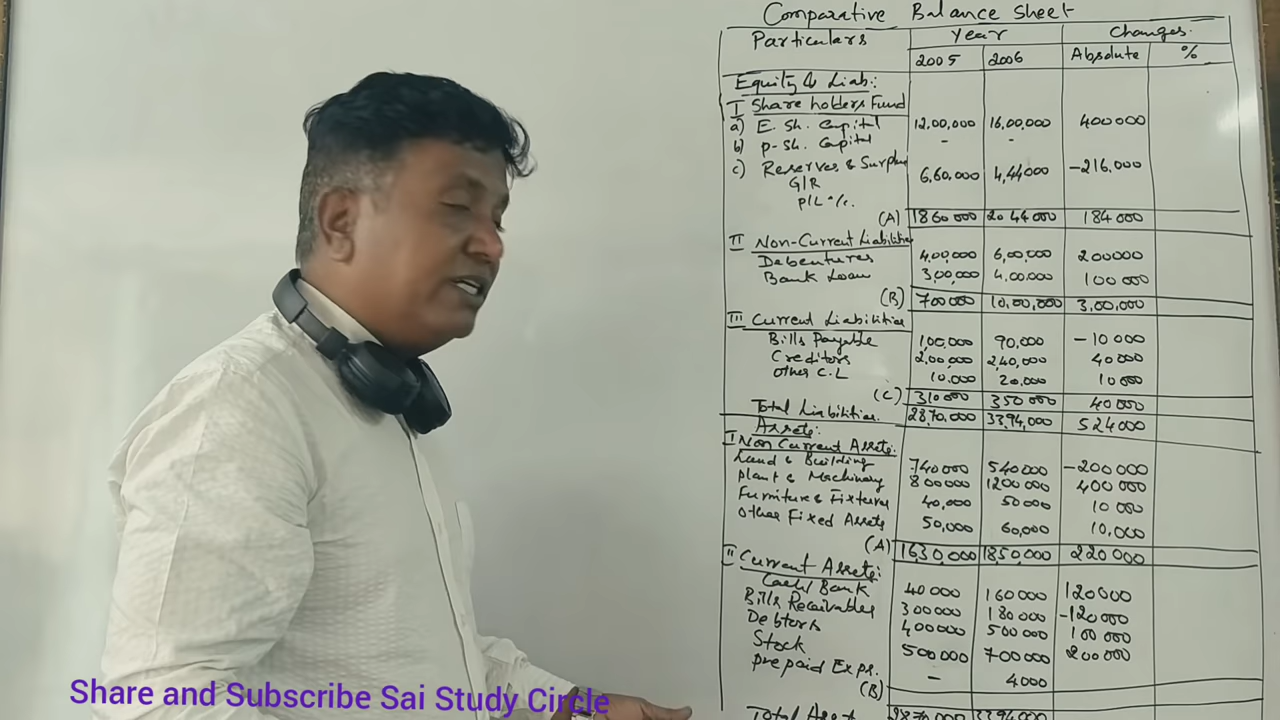 Comparative Balance Sheet
Particulars Year Changes.
2005 2006 Absolute %
Equity & Liab:
I Share holders Fund
a) E. Sh. Capital 12,00,000 16,00,000 400000
b) P-Sh. Capital - -
c) Reserves & Surplus 6,60,000 4,44000 -216,000
G/R
P/L a/c.
(A) 1860000 2044000 184000
II Non-Current Liabilities
Debentures 4,00,000 6,00,000 200000
Bank Loan 3,00,000 4,00.000 100000
(B) 700000 10,00,000 3,00,000
III Current Liabilities
Bills Payable 1,00,000 90,000 -10000
Creditors 2,00,000 2,40,000 40000
Other C.L 10.000 20,000 10000
(C) 310000 350000 40000
Total Liabilities. 2870,000 3394,000 524000
Assets:
I Non Current Assets:
Land & Building 740000 540000 -200000
Plant & Machinery 800000 1200000 400000
Furniture & Fixtures 40,000 50000 10000
Other Fixed Assets 50,000 60,000 10,000
(A) 1630,000 1850,000 220000
II Current Assets:
Cash/Bank 40000 160000 120000
Bills Receivables 300000 180000 -120000
Debtors 400000 500000 100000
Stock 500000 700000 200000
Prepaid Expr. - 4000
(B)
Total Asset 2870,000 3394000
Share and Subscribe Sai Study Circle